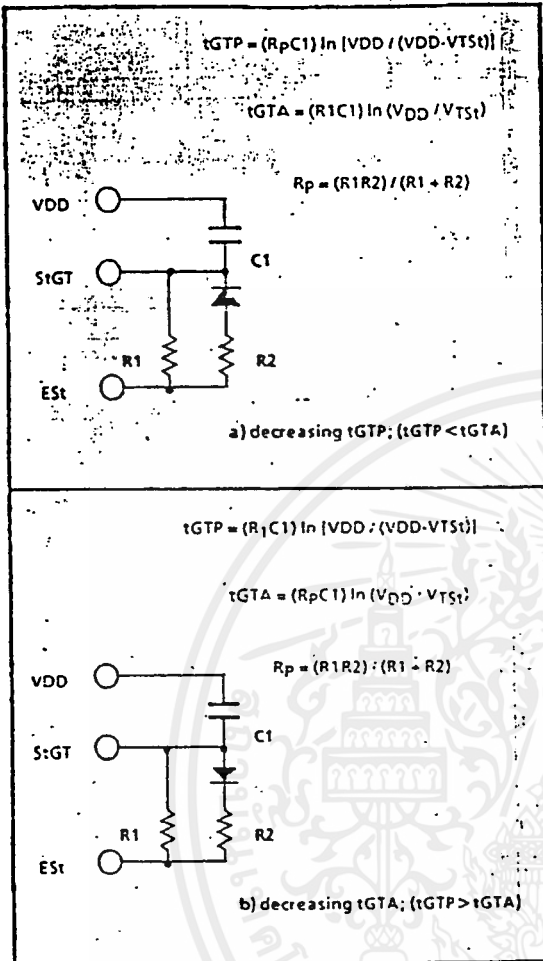 tGTP = (RpC1) ln [VDD / (VDD-VTSt)]
tGTA = (R1C1) ln (VDD / VTSt)
Rp = (R1R2) / (R1 + R2)
VDD
C1
StGT
R1
R2
ESt
a) decreasing tGTP; (tGTP < tGTA)
tGTP = (R1C1) ln [VDD / (VDD-VTSt)]
tGTA = (RpC1) ln (VDD / VTSt)
Rp = (R1R2) / (R1 + R2)
VDD
C1
StGT
R1
R2
ESt
b) decreasing tGTA; (tGTP > tGTA)